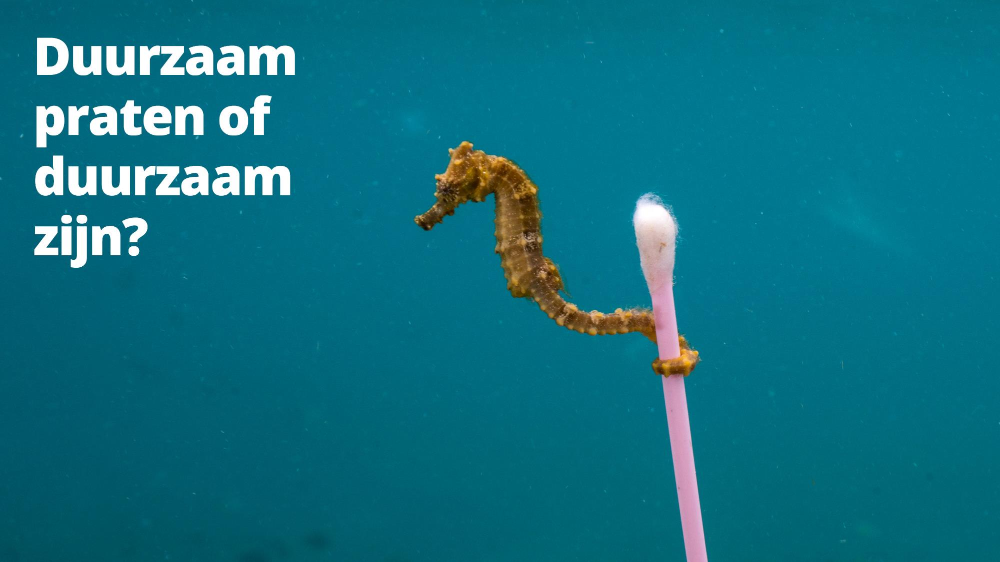 Duurzaam
praten of
duurzaam
zijn?